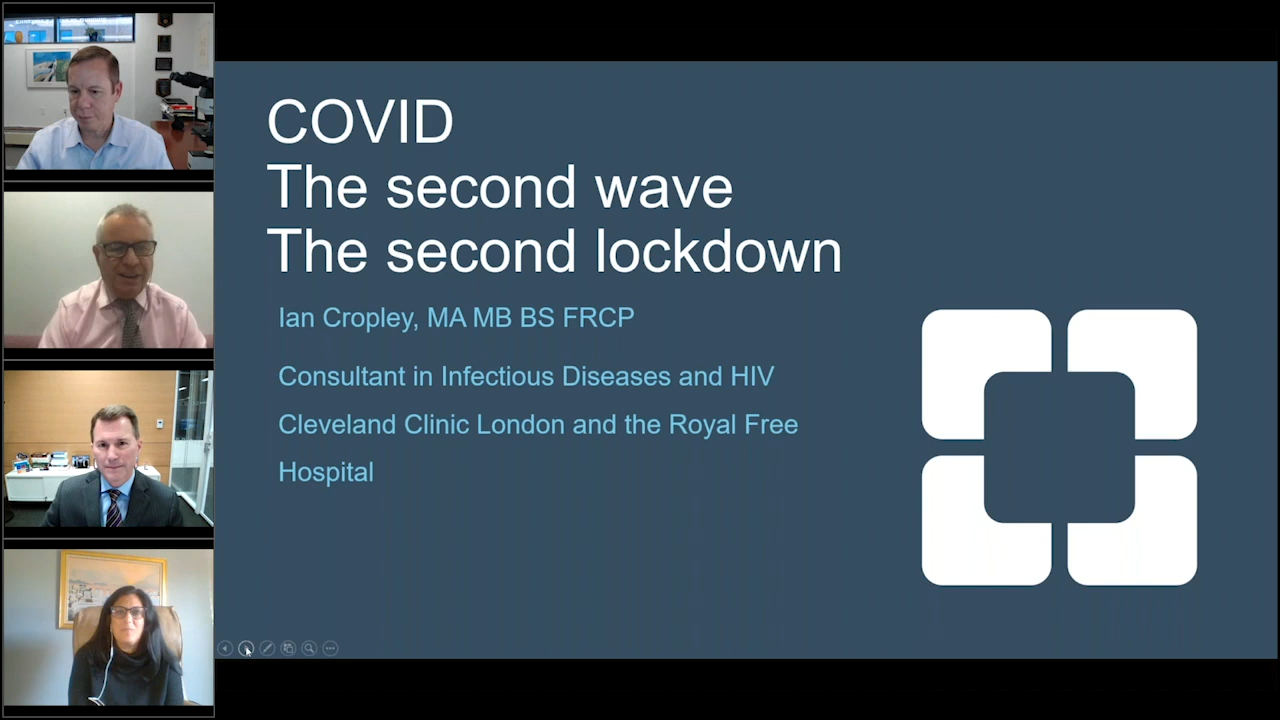 COVID
The second wave
The second lockdown
Ian Cropley, MA MB BS FRCP
Consultant in Infectious Diseases and HIV
Cleveland Clinic London and the Royal Free
Hospital